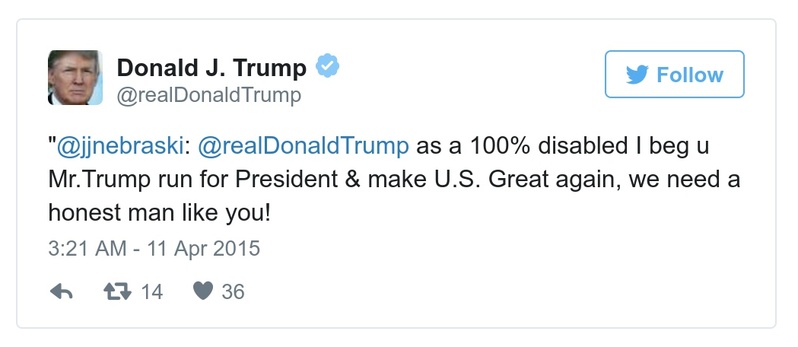 Donald J. Trump
@realDonaldTrump
Follow
"@jjnebraski: @realDonaldTrump as a 100% disabled I beg u
Mr.Trump run for President & make U.S. Great again, we need a
honest man like you!
3:21 AM - 11 Apr 2015
14 36